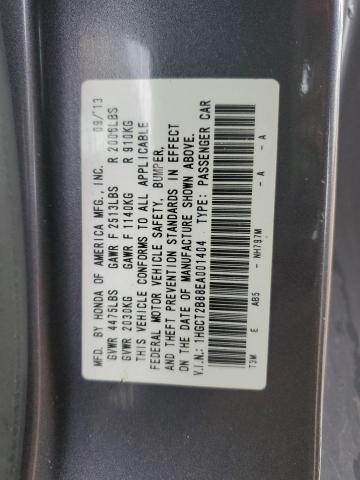 MFD. BY HONDA OF AMERICA MFG., INC. 09/13
GVWR 4475LBS GAWR F 2513LBS R 2006LBS
GVWR 2030KG GAWR F 1140KG R 910KG
THIS VEHICLE CONFORMS TO ALL APPLICABLE
FEDERAL MOTOR VEHICLE SAFETY, BUMPER,
AND THEFT PREVENTION STANDARDS IN EFFECT
ON THE DATE OF MANUFACTURE SHOWN ABOVE.
V.I.N.: 1HGCT2B88EA001404 TYPE: PASSENGER CAR
T3M E AB5 - NH797M - A - A